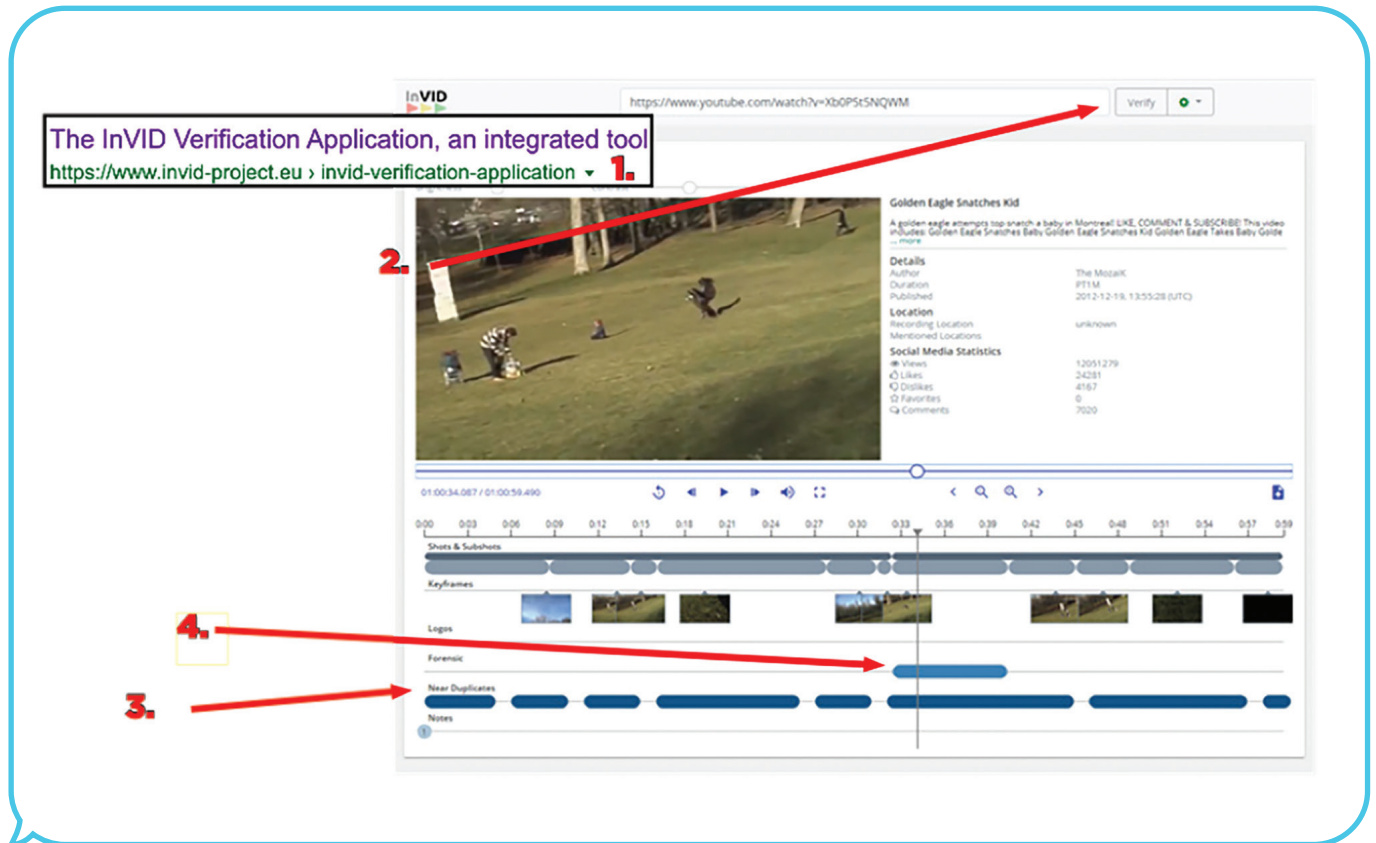 InVID
https://www.youtube.com/watch?v=Xb0PSt5NQWM
Verify
The InVID Verification Application, an integrated tool
https://www.invid-project.eu › invid-verification-application
1.
2.
Golden Eagle Snatches Kid
A golden eagle attempts top snatch a baby in Montreal! LIKE, COMMENT & SUBSCRIBE! This video
includes: Golden Eagle Snatches Baby Golden Eagle Snatches Kid Golden Eagle Takes Baby Golde
... more
Details
Author The MozaiK
Duration PT1M
Published 2012-12-19, 13:55:28 (UTC)
Location
Recording Location unknown
Mentioned Locations
Social Media Statistics
Views 12051279
Likes 24281
Dislikes 4167
Favorites 0
Comments 7020
01:00:34.087 / 01:00:59.490
0:00 0:03 0:06 0:09 0:12 0:15 0:18 0:21 0:24 0:27 0:30 0:33 0:36 0:39 0:42 0:45 0:48 0:51 0:54 0:57 0:59
Shots & Subshots
Keyframes
4.
Logos
Forensic
Near Duplicates
3.
Notes
1